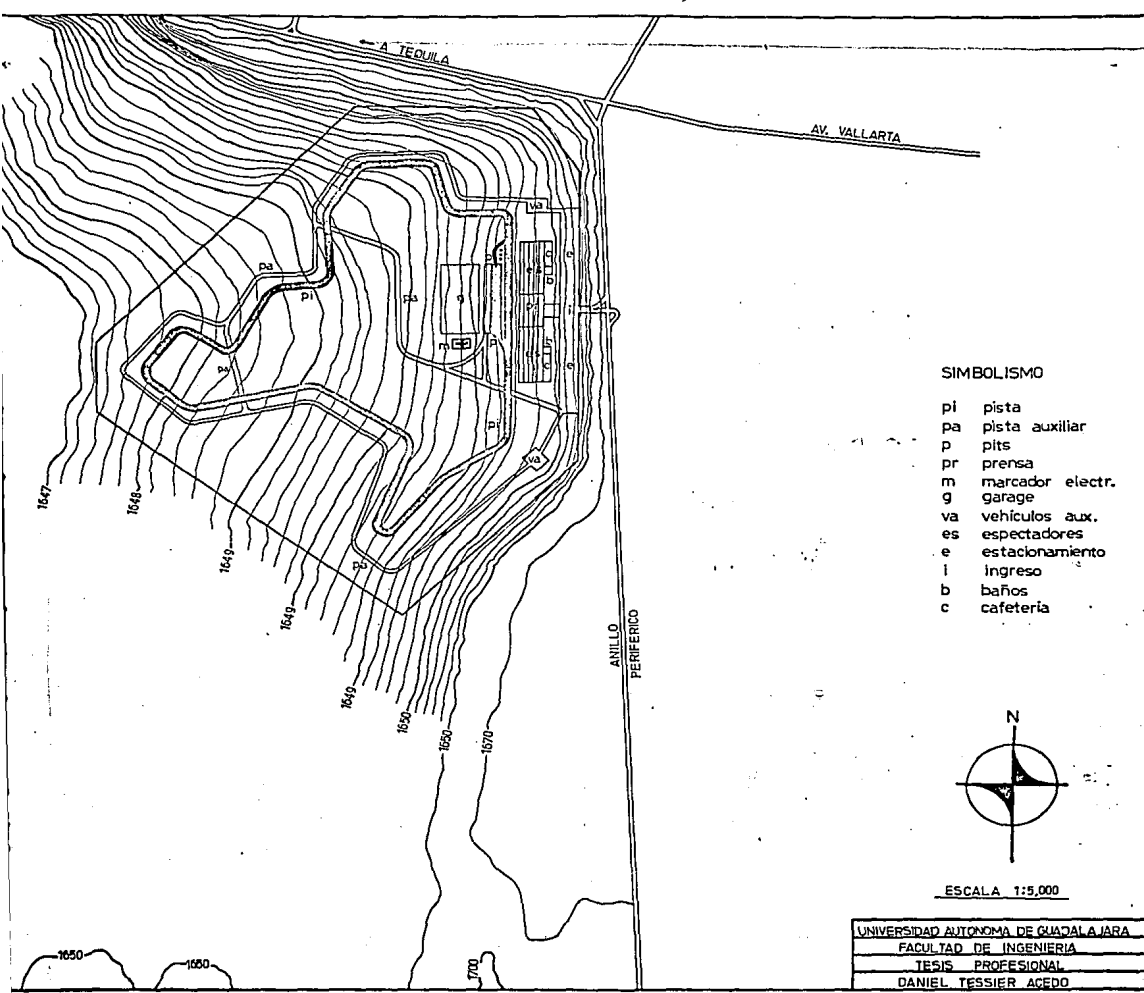 A TEQUILA
AV. VALLARTA
va
pa
pi
pa
p
g
es
c
b
e
pr
i
m
p
es
b
c
e
pa
pi
va
pa
ANILLO
PERIFERICO
1647
1648
1649
1649
1649
1650
1650
1670
1650
1650
1700
SIMBOLISMO
pi pista
pa pista auxiliar
p pits
pr prensa
m marcador electr.
g garage
va vehículos aux.
es espectadores
e estacionamiento
i ingreso
b baños
c cafetería
N
ESCALA 1:5,000
UNIVERSIDAD AUTONOMA DE GUADALAJARA
FACULTAD DE INGENIERIA
TESIS PROFESIONAL
DANIEL TESSIER ACEDO